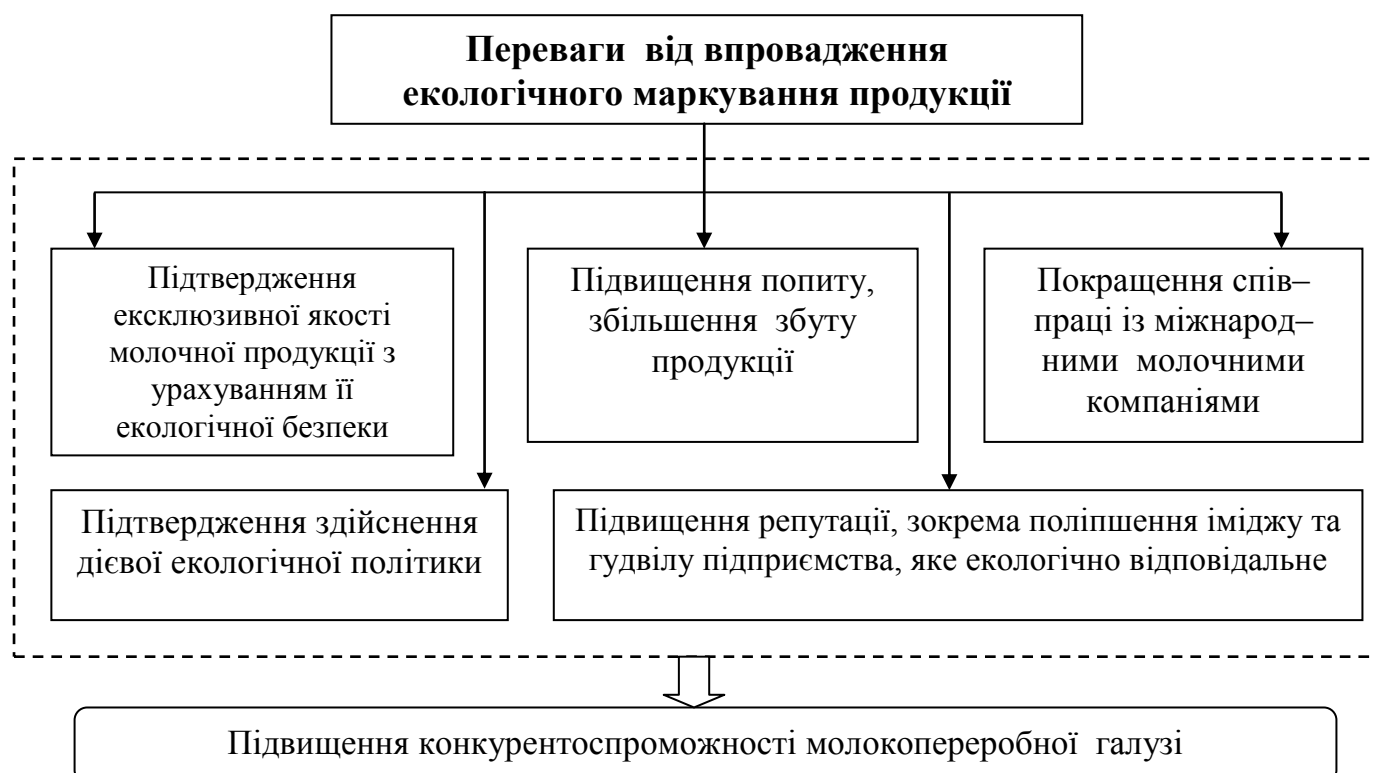 Переваги від впровадження
екологічного маркування продукції
Підтвердження
ексклюзивної якості
молочної продукції з
урахуванням її
екологічної безпеки
Підвищення попиту,
збільшення збуту
продукції
Покращення спів–
праці із міжнарод–
ними молочними
компаніями
Підтвердження здійснення
дієвої екологічної політики
Підвищення репутації, зокрема поліпшення іміджу та
гудвілу підприємства, яке екологічно відповідальне
Підвищення конкурентоспроможності молокопереробної галузі